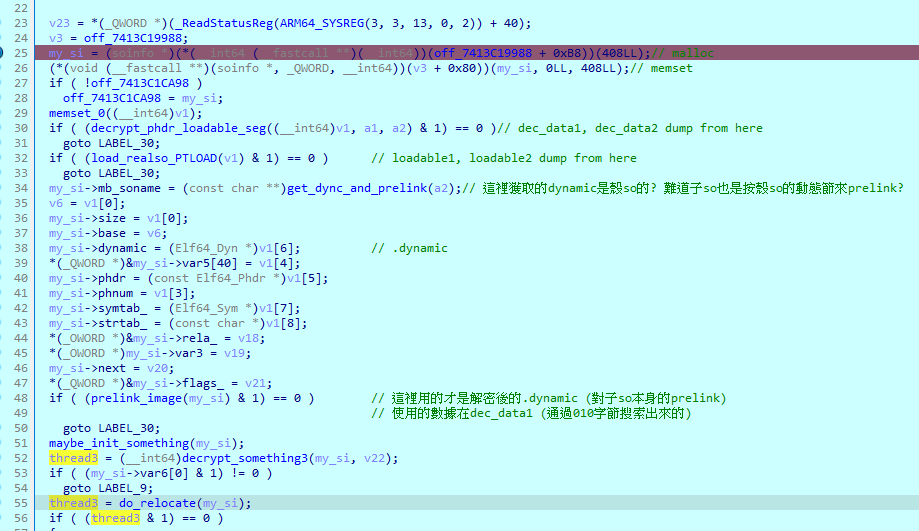 22
23 v23 = *(_QWORD *)(_ReadStatusReg(ARM64_SYSREG(3, 3, 13, 0, 2)) + 40);
24 v3 = off_7413C19988;
25 my_si = (soinfo *)(*(__int64 (__fastcall **)(__int64))(off_7413C19988 + 0xB8))(408LL);// malloc
26 (*(void (__fastcall **)(soinfo *, _QWORD, __int64))(v3 + 0x80))(my_si, 0LL, 408LL);// memset
27 if ( !off_7413C1CA98 )
28 off_7413C1CA98 = my_si;
29 memset_0((__int64)v1);
30 if ( (decrypt_phdr_loadable_seg((__int64)v1, a1, a2) & 1) == 0 )// dec_data1, dec_data2 dump from here
31 goto LABEL_30;
32 if ( (load_realso_PTLOAD(v1) & 1) == 0 ) // loadable1, loadable2 dump from here
33 goto LABEL_30;
34 my_si->mb_soname = (const char **)get_dync_and_prelink(a2);// 這裡獲取的dynamic是殼so的? 難道子so也是按殼so的動態節來prelink?
35 v6 = v1[0];
36 my_si->size = v1[0];
37 my_si->base = v6;
38 my_si->dynamic = (Elf64_Dyn *)v1[6]; // .dynamic
39 *(_QWORD *)&my_si->var5[40] = v1[4];
40 my_si->phdr = (const Elf64_Phdr *)v1[5];
41 my_si->phnum = v1[3];
42 my_si->symtab_ = (Elf64_Sym *)v1[7];
43 my_si->strtab_ = (const char *)v1[8];
44 *(_OWORD *)&my_si->rela_ = v18;
45 *(_OWORD *)my_si->var3 = v19;
46 my_si->next = v20;
47 *(_QWORD *)&my_si->flags_ = v21;
48 if ( (prelink_image(my_si) & 1) == 0 ) // 這裡用的才是解密後的.dynamic (對子so本身的prelink)
49 // 使用的數據在dec_data1 (通過010字節搜索出來的)
50 goto LABEL_30;
51 maybe_init_something(my_si);
52 thread3 = (__int64)decrypt_something3(my_si, v22);
53 if ( (my_si->var6[0] & 1) != 0 )
54 goto LABEL_9;
55 thread3 = do_relocate(my_si);
56 if ( (thread3 & 1) == 0 )